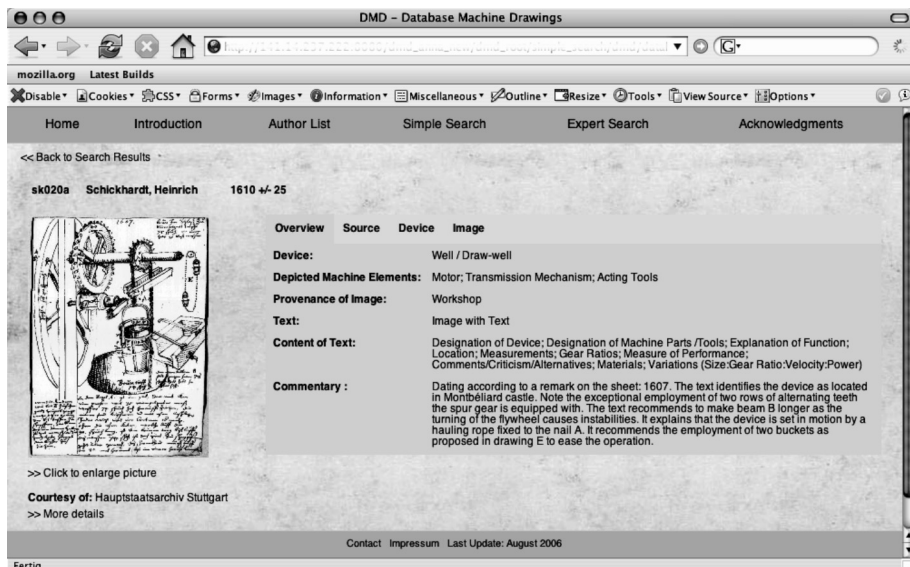 DMD – Database Machine Drawings
G
mozilla.org Latest Builds
Disable Cookies CSS Forms Images Information Miscellaneous Outline Resize Tools View Source Options
Home Introduction Author List Simple Search Expert Search Acknowledgments
<< Back to Search Results
sk020a Schickhardt, Heinrich 1610 +/- 25
Overview Source Device Image
Device: Well / Draw-well
Depicted Machine Elements: Motor; Transmission Mechanism; Acting Tools
Provenance of Image: Workshop
Text: Image with Text
Content of Text: Designation of Device; Designation of Machine Parts /Tools; Explanation of Function;
Location; Measurements; Gear Ratios; Measure of Performance;
Comments/Criticism/Alternatives; Materials; Variations (Size:Gear Ratio:Velocity:Power)
Commentary : Dating according to a remark on the sheet: 1607. The text identifies the device as located
in Montbéliard castle. Note the exceptional employment of two rows of alternating teeth
the spur gear is equipped with. The text recommends to make beam B longer as the
turning of the flywheel causes instabilities. It explains that the device is set in motion by a
hauling rope fixed to the nail A. It recommends the employment of two buckets as
proposed in drawing E to ease the operation.
>> Click to enlarge picture
Courtesy of: Hauptstaatsarchiv Stuttgart
>> More details
Contact Impressum Last Update: August 2006
Fertig